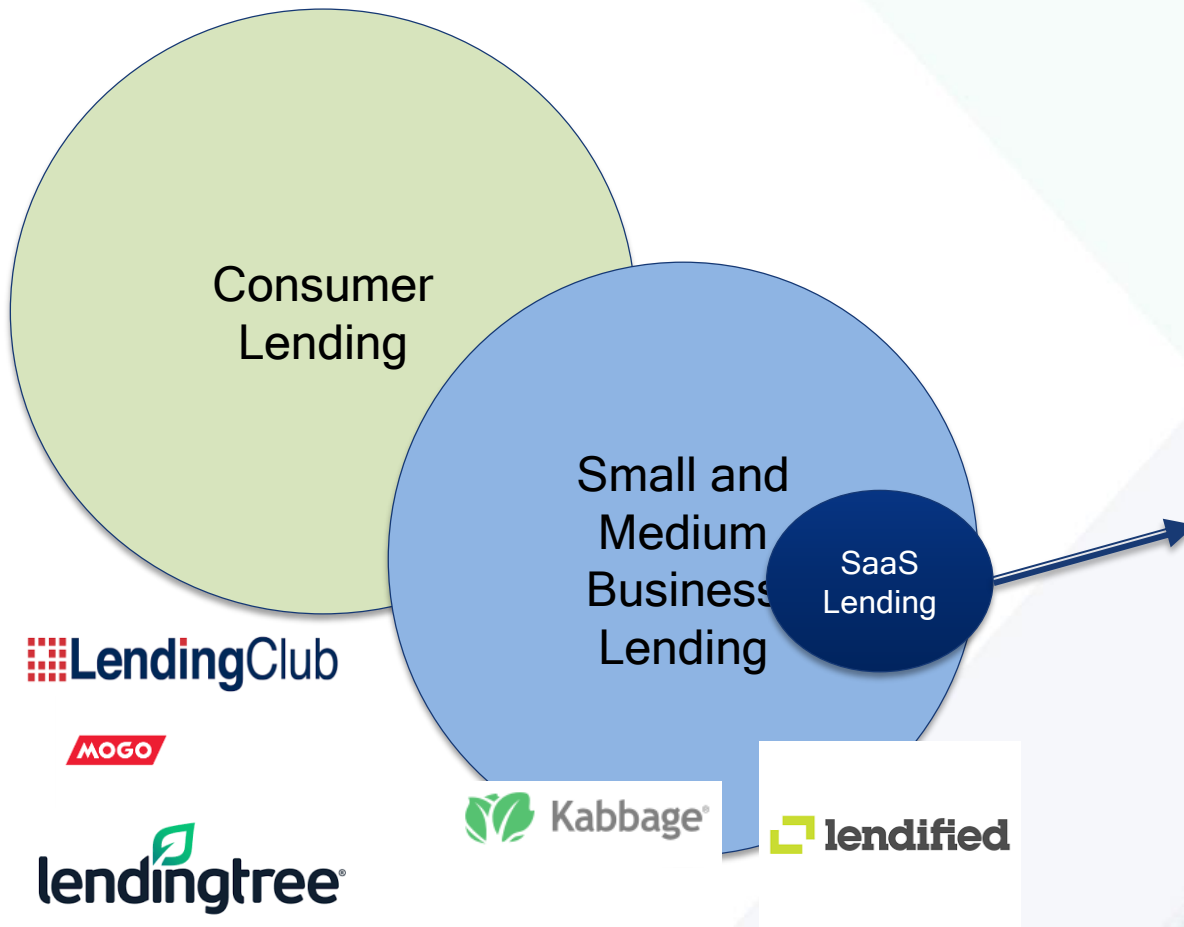 Consumer
Lending
Small and
Medium
Business
Lending
SaaS
Lending
LendingClub
MOGO
lendingtree®
Kabbage®
lendified